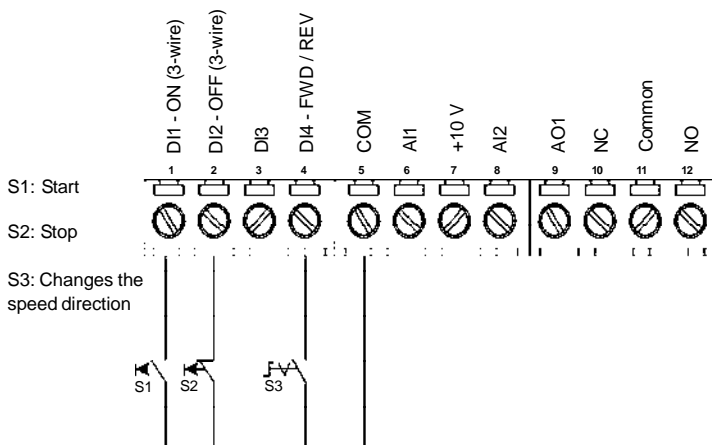 DI1 - ON (3-wire)
DI2 - OFF (3-wire)
DI3
DI4 - FWD / REV
COM
AI1
+10 V
AI2
AO1
NC
Common
NO
1
2
3
4
5
6
7
8
9
10
11
12
S1: Start
S2: Stop
S3: Changes the
speed direction
S1
S2
S3